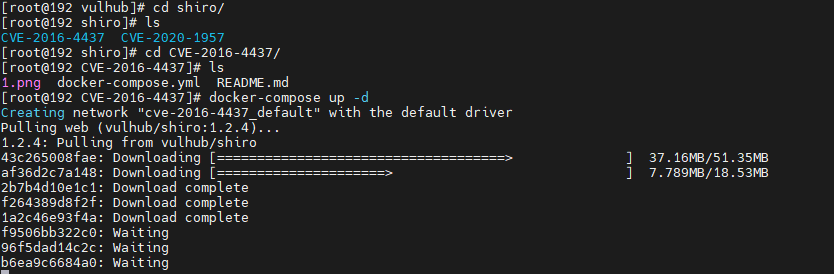 [root@192 vulhub]# cd shiro/
[root@192 shiro]# ls
CVE-2016-4437  CVE-2020-1957
[root@192 shiro]# cd CVE-2016-4437/
[root@192 CVE-2016-4437]# ls
1.png  docker-compose.yml  README.md
[root@192 CVE-2016-4437]# docker-compose up -d
Creating network "cve-2016-4437_default" with the default driver
Pulling web (vulhub/shiro:1.2.4)...
1.2.4: Pulling from vulhub/shiro
43c265008fae: Downloading [====================================>              ]  37.16MB/51.35MB
af36d2c7a148: Downloading [=====================>                             ]  7.789MB/18.53MB
2b7b4d10e1c1: Download complete
f264389d8f2f: Download complete
1a2c46e93f4a: Download complete
f9506bb322c0: Waiting
96f5dad14c2c: Waiting
b6ea9c6684a0: Waiting